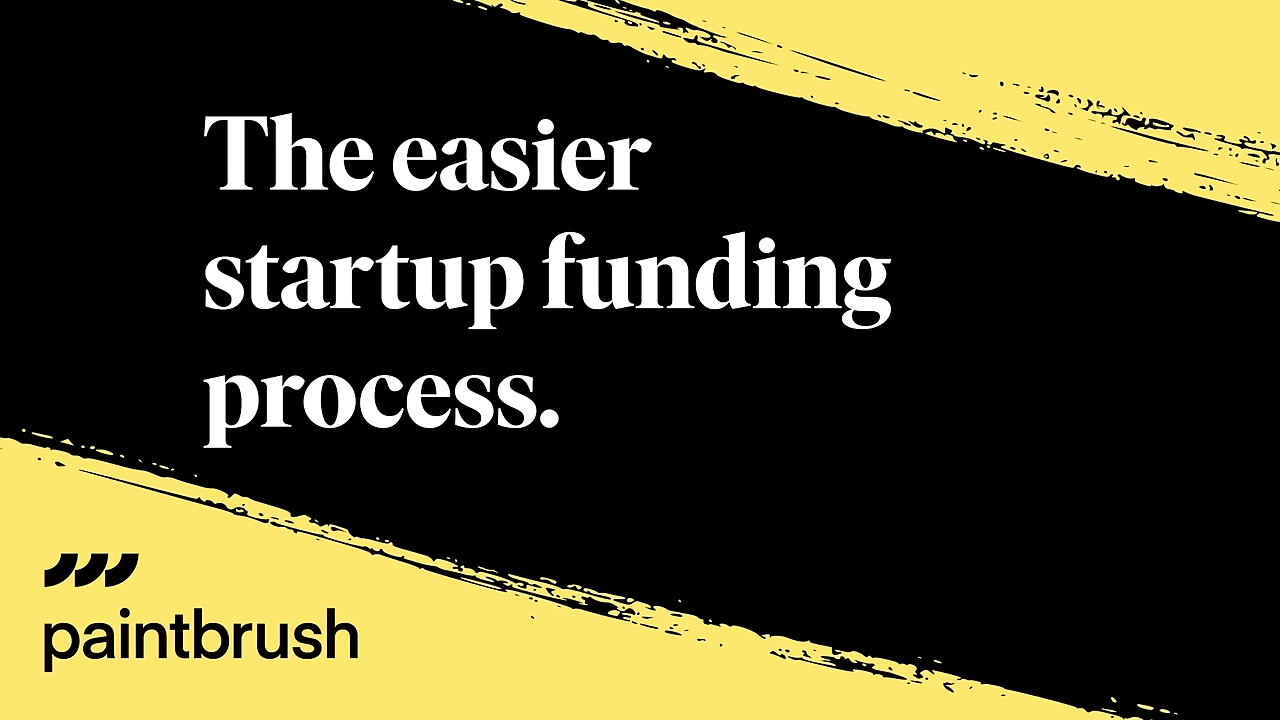 The easier
startup funding
process.
paintbrush